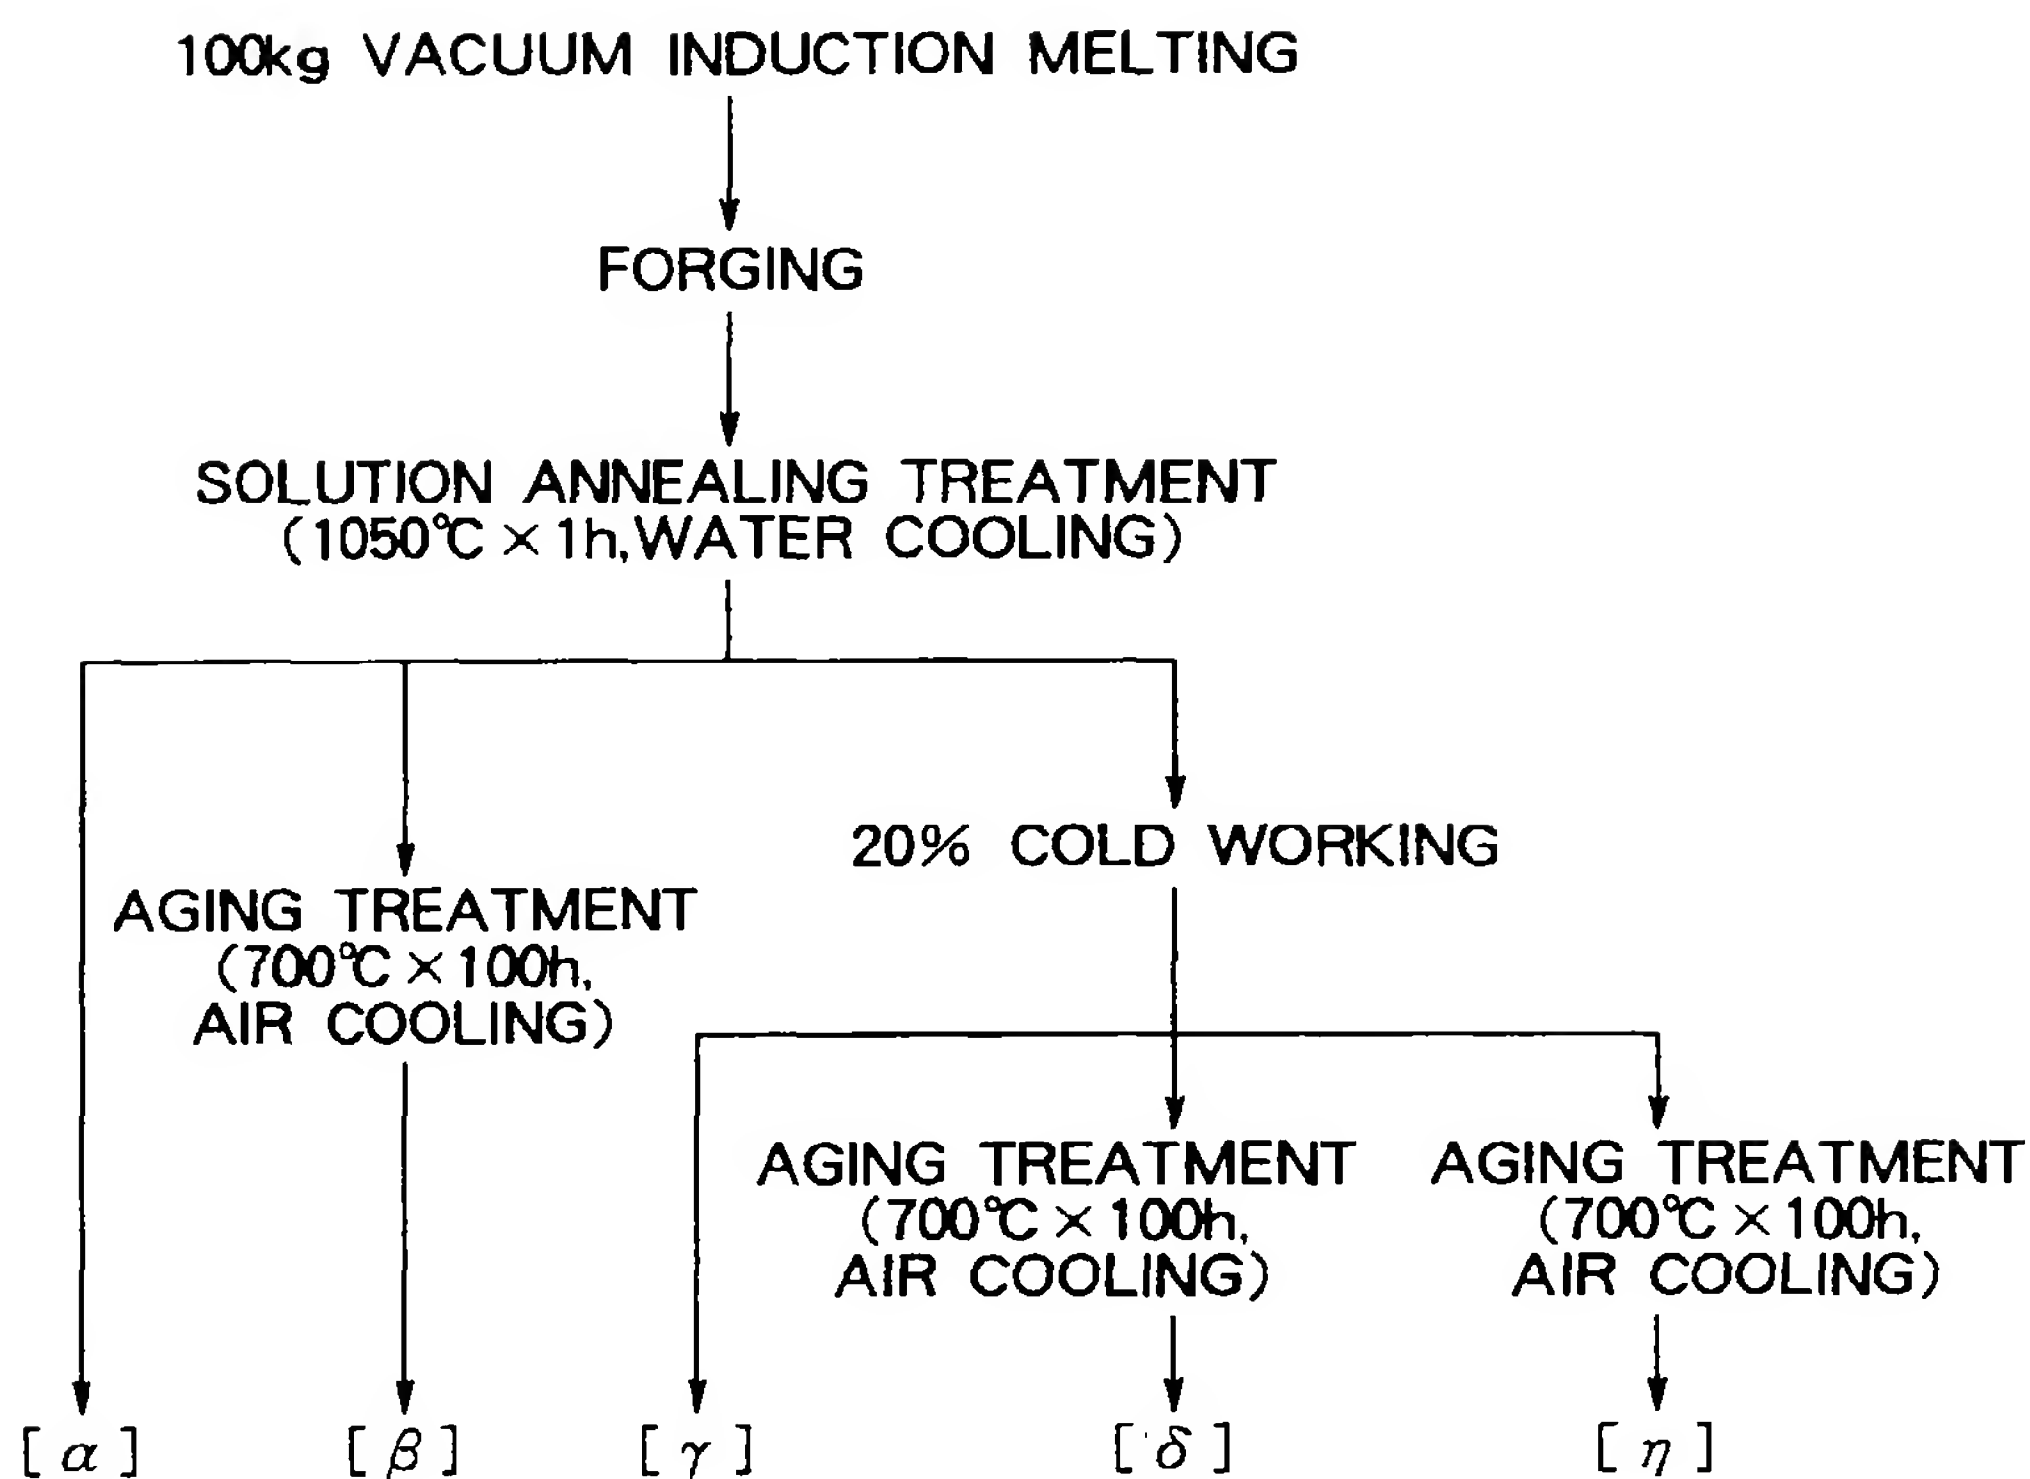 100kg VACUUM INDUCTION MELTING
FORGING
SOLUTION ANNEALING TREATMENT
(1050℃ × 1h, WATER COOLING)
20% COLD WORKING
AGING TREATMENT
(700℃ × 100h,
AIR COOLING)
AGING TREATMENT
(700℃ × 100h,
AIR COOLING)
AGING TREATMENT
(700℃ × 100h,
AIR COOLING)
[ α ] [ β ] [ γ ] [ δ ] [ η ]